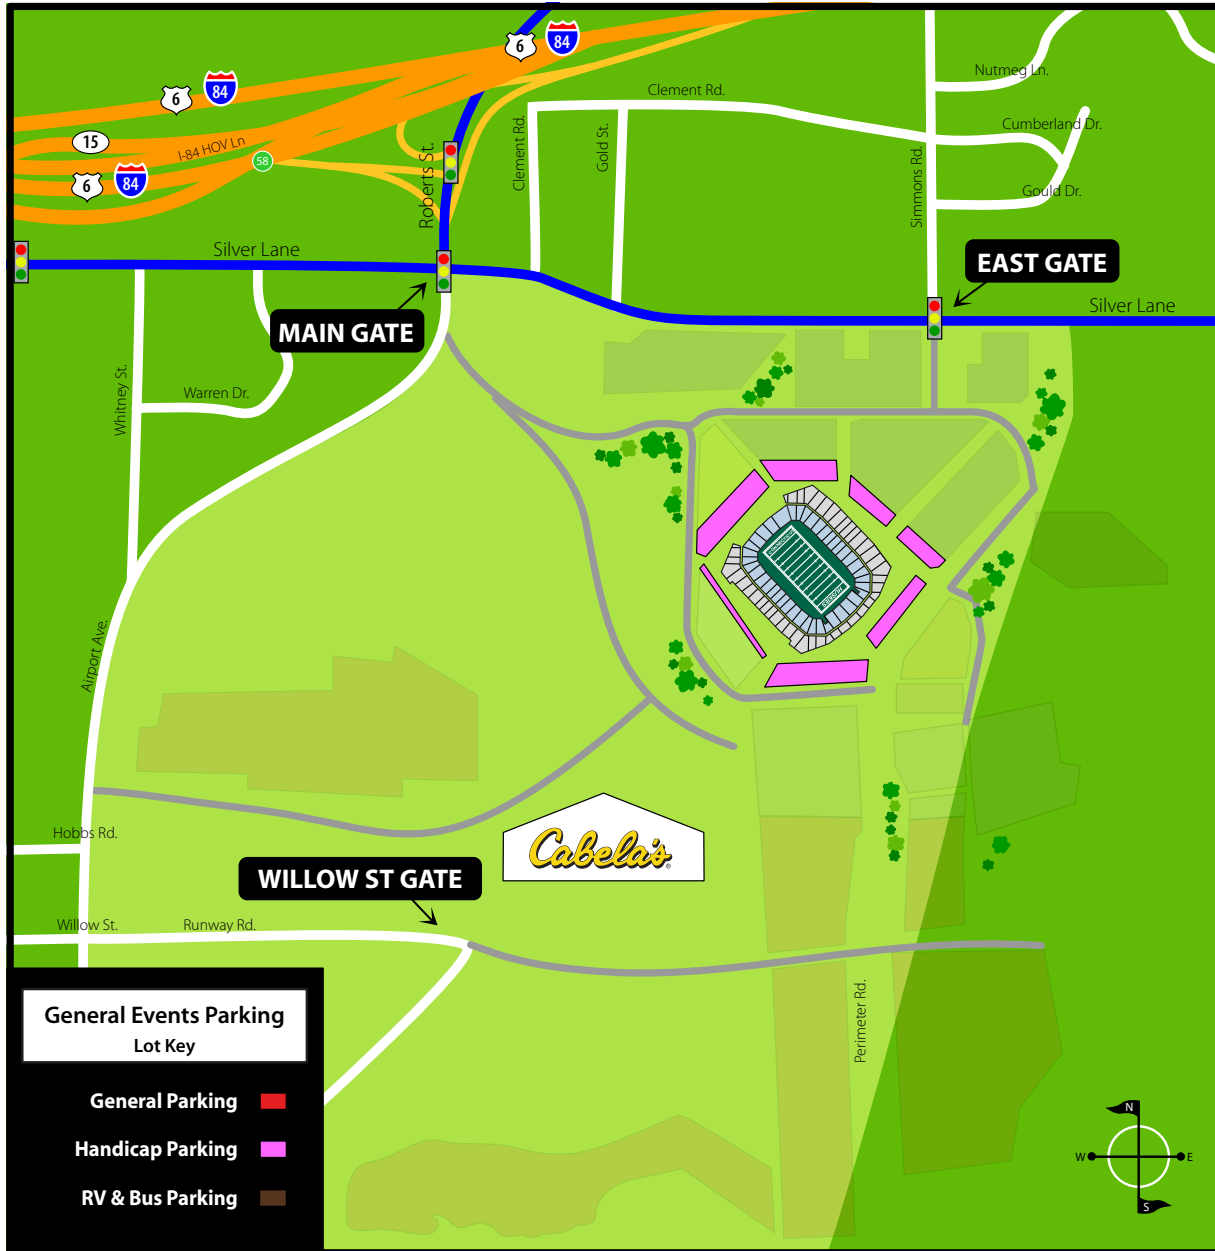 6
84
6
84
15
I-84 HOV Ln
58
6
84
Roberts St.
Clement Rd.
Clement Rd.
Gold St.
Nutmeg Ln.
Cumberland Dr.
Gould Dr.
Simmons Rd.
Silver Lane
EAST GATE
Silver Lane
MAIN GATE
Whitney St.
Warren Dr.
CONNECTICUT
HUSKIES
Airport Ave.
Hobbs Rd.
Cabela's
®
WILLOW ST GATE
Willow St.
Runway Rd.
Perimeter Rd.
General Events Parking
Lot Key
General Parking
Handicap Parking
RV & Bus Parking
N
W
E
S